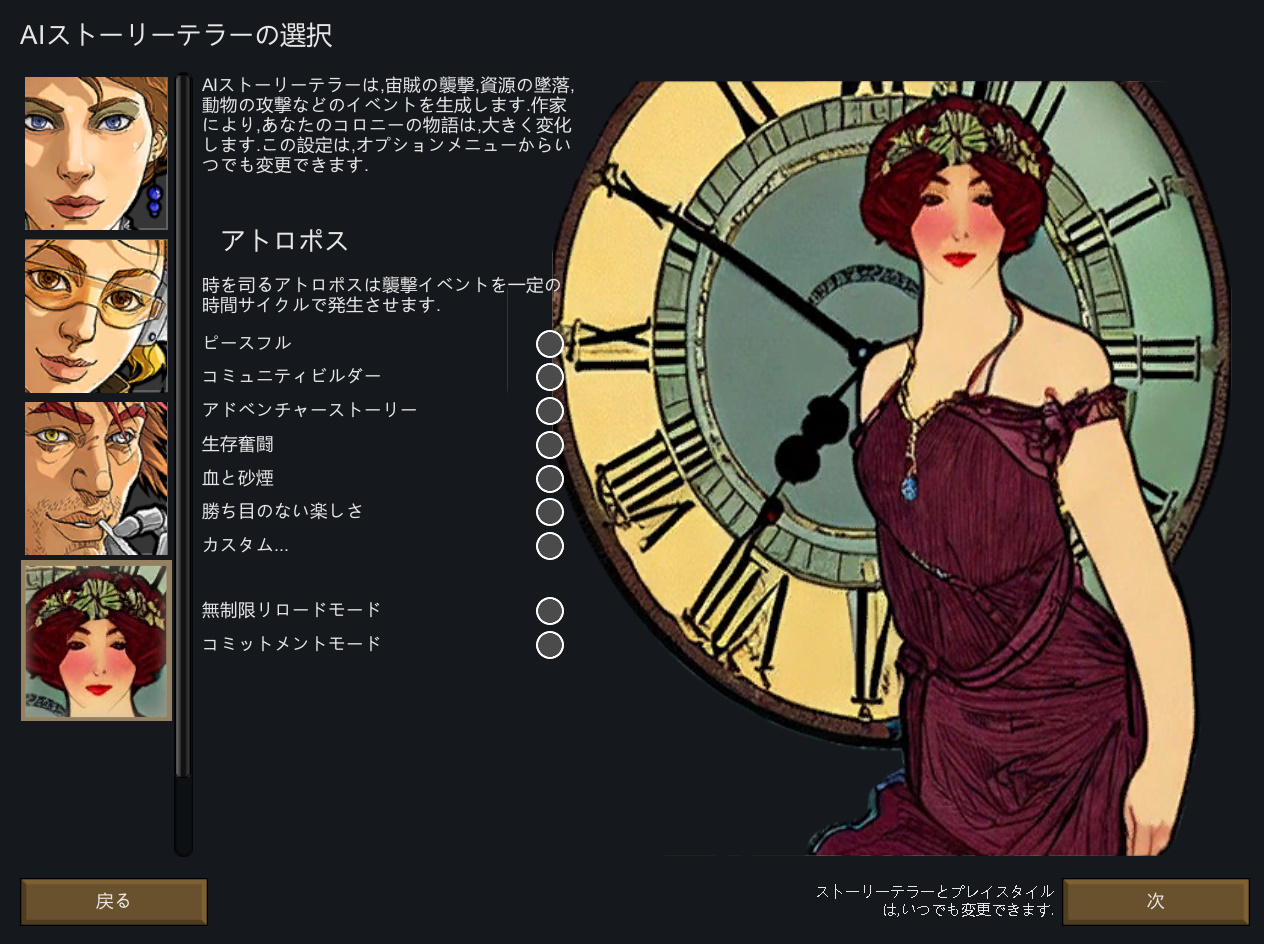 AIストーリーテラーの選択
AIストーリーテラーは,宙賊の襲撃,資源の墜落,
動物の攻撃などのイベントを生成します.作家
により,あなたのコロニーの物語は,大きく変化
します.この設定は,オプションメニューからい
つでも変更できます.
アトロポス
時を司るアトロポスは襲撃イベントを一定の
時間サイクルで発生させます.
ピースフル
コミュニティビルダー
アドベンチャーストーリー
生存奮闘
血と砂煙
勝ち目のない楽しさ
カスタム...
無制限リロードモード
コミットメントモード
戻る
ストーリーテラーとプレイスタイル
は,いつでも変更できます.
次